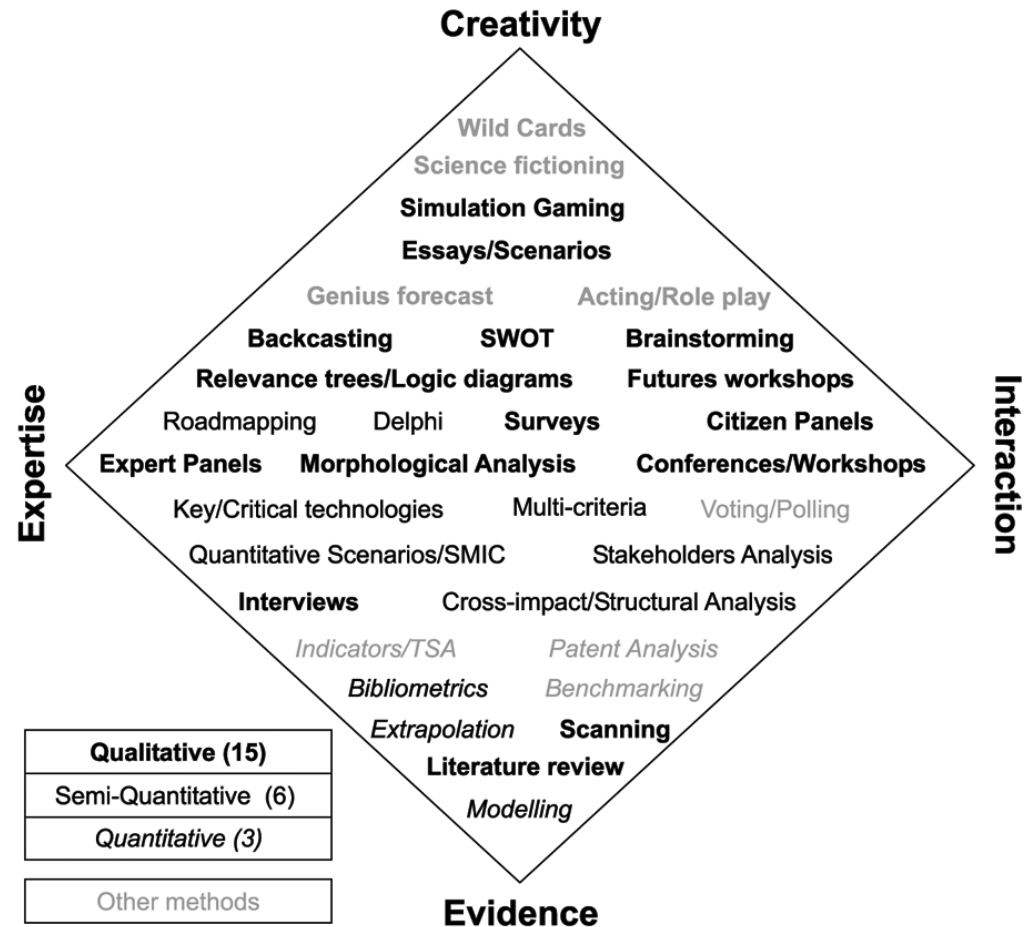 Creativity
Wild Cards
Science fictioning
Simulation Gaming
Essays/Scenarios
Genius forecast Acting/Role play
Backcasting SWOT Brainstorming
Relevance trees/Logic diagrams Futures workshops
Roadmapping Delphi Surveys Citizen Panels
Expert Panels Morphological Analysis Conferences/Workshops
Key/Critical technologies Multi-criteria Voting/Polling
Quantitative Scenarios/SMIC Stakeholders Analysis
Interviews Cross-impact/Structural Analysis
Indicators/TSA Patent Analysis
Bibliometrics Benchmarking
Extrapolation Scanning
Literature review
Modelling
Evidence
Expertise
Interaction
Qualitative (15)
Semi-Quantitative (6)
Quantitative (3)
Other methods